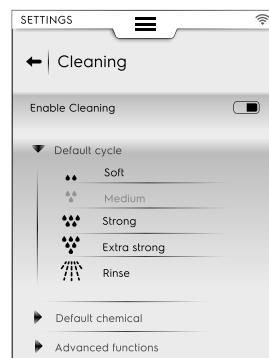 SETTINGS
Cleaning
Enable Cleaning
Default cycle
Soft
Medium
Strong
Extra strong
Rinse
Default chemical
Advanced functions